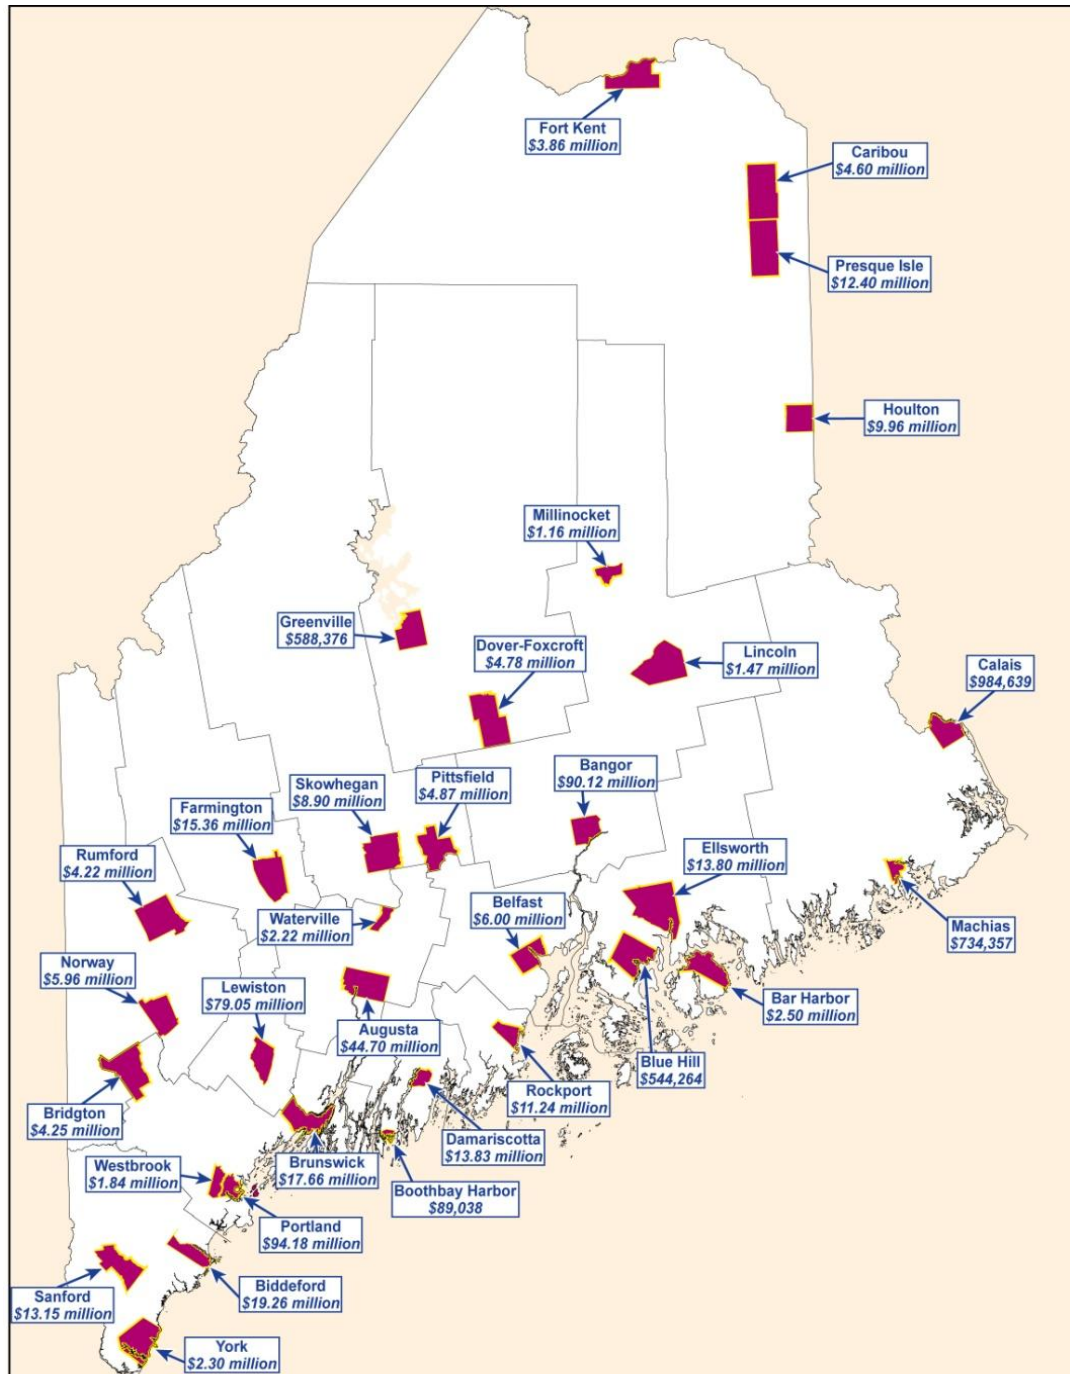 Fort Kent
$3.86 million
Caribou
$4.60 million
Presque Isle
$12.40 million
Houlton
$9.96 million
Millinocket
$1.16 million
Greenville
$588,376
Dover-Foxcroft
$4.78 million
Lincoln
$1.47 million
Calais
$984,639
Bangor
$90.12 million
Pittsfield
$4.87 million
Skowhegan
$8.90 million
Farmington
$15.36 million
Rumford
$4.22 million
Ellsworth
$13.80 million
Belfast
$6.00 million
Waterville
$2.22 million
Machias
$734,357
Norway
$5.96 million
Lewiston
$79.05 million
Bar Harbor
$2.50 million
Augusta
$44.70 million
Blue Hill
$544,264
Rockport
$11.24 million
Bridgton
$4.25 million
Damariscotta
$13.83 million
Westbrook
$1.84 million
Brunswick
$17.66 million
Boothbay Harbor
$89,038
Portland
$94.18 million
Biddeford
$19.26 million
Sanford
$13.15 million
York
$2.30 million